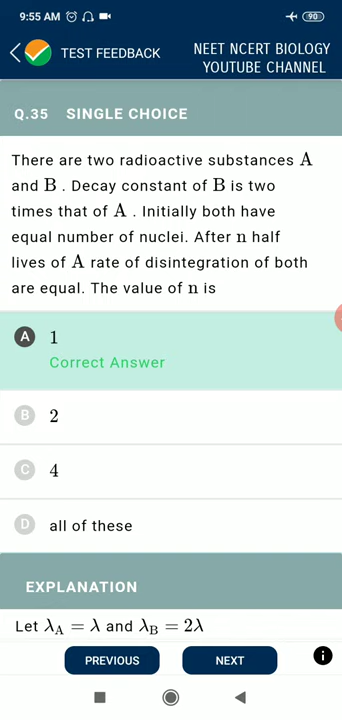 9:55 AM
90
TEST FEEDBACK
NEET NCERT BIOLOGY
YOUTUBE CHANNEL
Q.35 SINGLE CHOICE
There are two radioactive substances A
and B . Decay constant of B is two
times that of A . Initially both have
equal number of nuclei. After n half
lives of A rate of disintegration of both
are equal. The value of n is
A 1
Correct Answer
B 2
C 4
D all of these
EXPLANATION
Let λA = λ and λB = 2λ
PREVIOUS
NEXT
i